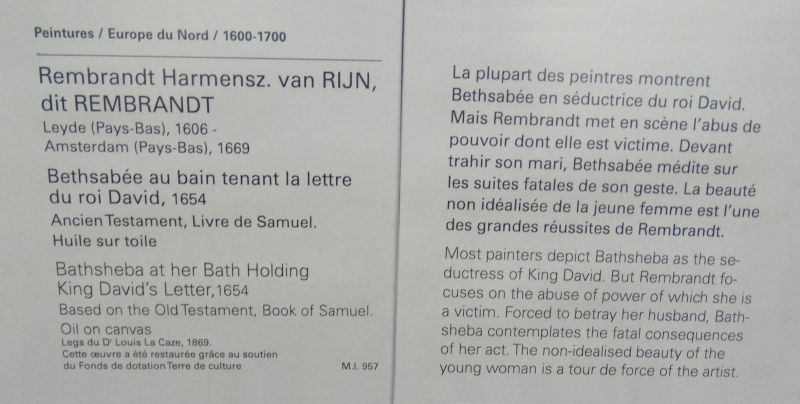 Peintures / Europe du Nord / 1600-1700
Rembrandt Harmensz. van RIJN,
dit REMBRANDT
Leyde (Pays-Bas), 1606 -
Amsterdam (Pays-Bas), 1669
Bethsabée au bain tenant la lettre
du roi David, 1654
Ancien Testament, Livre de Samuel.
Huile sur toile
Bathsheba at her Bath Holding
King David's Letter, 1654
Based on the Old Testament, Book of Samuel.
Oil on canvas
Legs du Dr Louis La Caze, 1869.
Cette œuvre a été restaurée grâce au soutien
du Fonds de dotation Terre de culture
M.I. 957
La plupart des peintres montrent
Bethsabée en séductrice du roi David.
Mais Rembrandt met en scène l'abus de
pouvoir dont elle est victime. Devant
trahir son mari, Bethsabée médite sur
les suites fatales de son geste. La beauté
non idéalisée de la jeune femme est l'une
des grandes réussites de Rembrandt.
Most painters depict Bathsheba as the se-
ductress of King David. But Rembrandt fo-
cuses on the abuse of power of which she is
a victim. Forced to betray her husband, Bath-
sheba contemplates the fatal consequences
of her act. The non-idealised beauty of the
young woman is a tour de force of the artist.